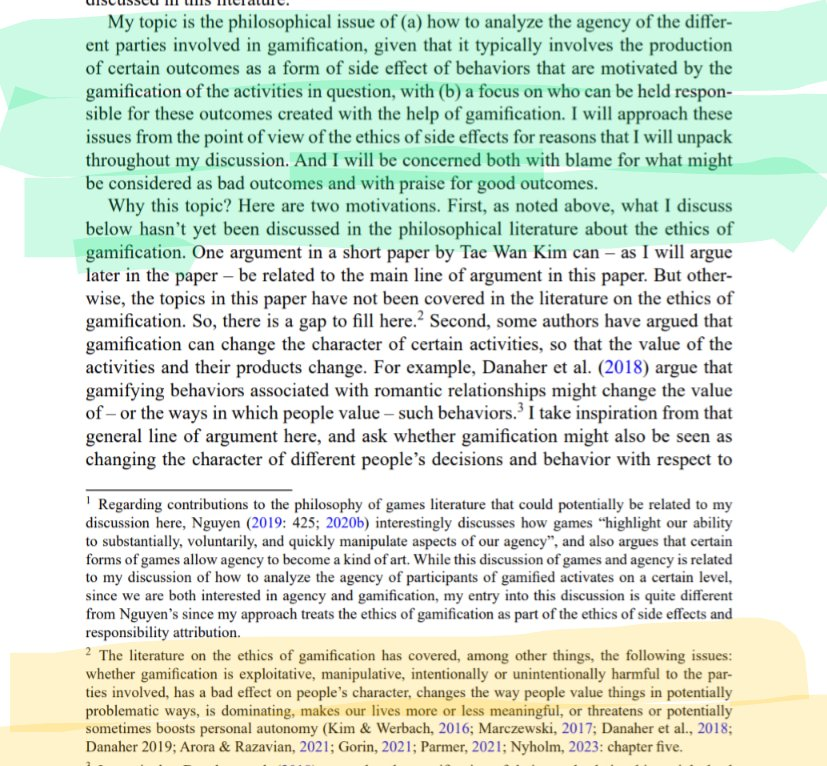 discussed in this literature.
My topic is the philosophical issue of (a) how to analyze the agency of the differ-
ent parties involved in gamification, given that it typically involves the production
of certain outcomes as a form of side effect of behaviors that are motivated by the
gamification of the activities in question, with (b) a focus on who can be held respon-
sible for these outcomes created with the help of gamification. I will approach these
issues from the point of view of the ethics of side effects for reasons that I will unpack
throughout my discussion. And I will be concerned both with blame for what might
be considered as bad outcomes and with praise for good outcomes.
Why this topic? Here are two motivations. First, as noted above, what I discuss
below hasn’t yet been discussed in the philosophical literature about the ethics of
gamification. One argument in a short paper by Tae Wan Kim can – as I will argue
later in the paper – be related to the main line of argument in this paper. But other-
wise, the topics in this paper have not been covered in the literature on the ethics of
gamification. So, there is a gap to fill here.2 Second, some authors have argued that
gamification can change the character of certain activities, so that the value of the
activities and their products change. For example, Danaher et al. (2018) argue that
gamifying behaviors associated with romantic relationships might change the value
of – or the ways in which people value – such behaviors.3 I take inspiration from that
general line of argument here, and ask whether gamification might also be seen as
changing the character of different people’s decisions and behavior with respect to
1 Regarding contributions to the philosophy of games literature that could potentially be related to my
discussion here, Nguyen (2019: 425; 2020b) interestingly discusses how games “highlight our ability
to substantially, voluntarily, and quickly manipulate aspects of our agency”, and also argues that certain
forms of games allow agency to become a kind of art. While this discussion of games and agency is related
to my discussion of how to analyze the agency of participants of gamified activates on a certain level,
since we are both interested in agency and gamification, my entry into this discussion is quite different
from Nguyen’s since my approach treats the ethics of gamification as part of the ethics of side effects and
responsibility attribution.
2 The literature on the ethics of gamification has covered, among other things, the following issues:
whether gamification is exploitative, manipulative, intentionally or unintentionally harmful to the par-
ties involved, has a bad effect on people’s character, changes the way people value things in potentially
problematic ways, is dominating, makes our lives more or less meaningful, or threatens or potentially
sometimes boosts personal autonomy (Kim & Werbach, 2016; Marczewski, 2017; Danaher et al., 2018;
Danaher 2019; Arora & Razavian, 2021; Gorin, 2021; Parmer, 2021; Nyholm, 2023: chapter five.